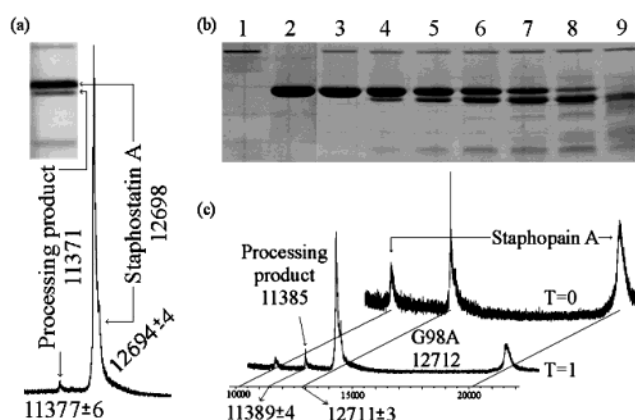 (a)
Processing product
11371
Staphostatin A
12698
12694±4
11377±6
(b)
1 2 3 4 5 6 7 8 9
(c)
Processing
product
11385
Staphopain A
T=0
G98A
12712
T=1
10000 15000 20000
11389±4 12711±3